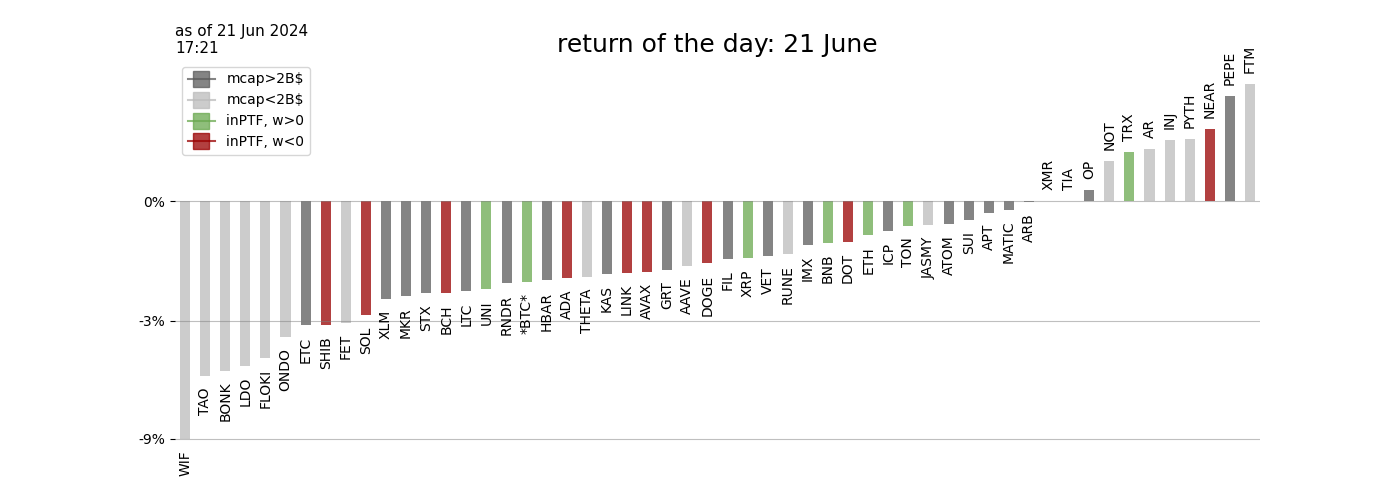 as of 21 Jun 2024
17:21
return of the day: 21 June
mcap>2B$
mcap<2B$
inPTF, w>0
inPTF, w<0
0%
-3%
-9%
WIF
TAO
BONK
LDO
FLOKI
ONDO
ETC
SHIB
FET
SOL
XLM
MKR
STX
BCH
LTC
UNI
RNDR
*BTC*
HBAR
ADA
THETA
KAS
LINK
AVAX
GRT
AAVE
DOGE
FIL
XRP
VET
RUNE
IMX
BNB
DOT
ETH
ICP
TON
JASMY
ATOM
SUI
APT
MATIC
ARB
XMR
TIA
OP
NOT
TRX
AR
INJ
PYTH
NEAR
PEPE
FTM